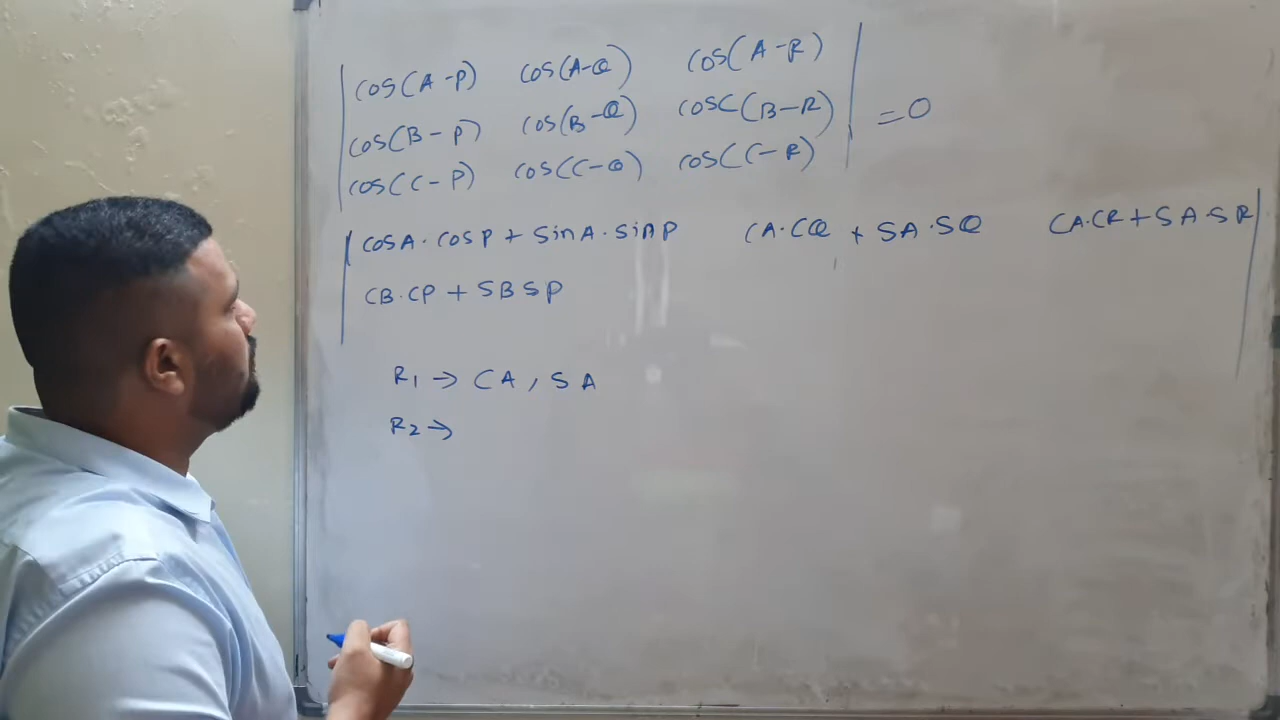 cos(A-P) cos(A-Q) cos(A-R)
cos(B-P) cos(B-Q) cosC(B-R) =0
cos(C-P) cos(C-Q) cos(C-R)
cosA.cosP + sinA.sinP CA.CQ + SA.SQ CA.CR+SA.SR
CB.CP + SBSP
R1 → CA, SA
R2 →